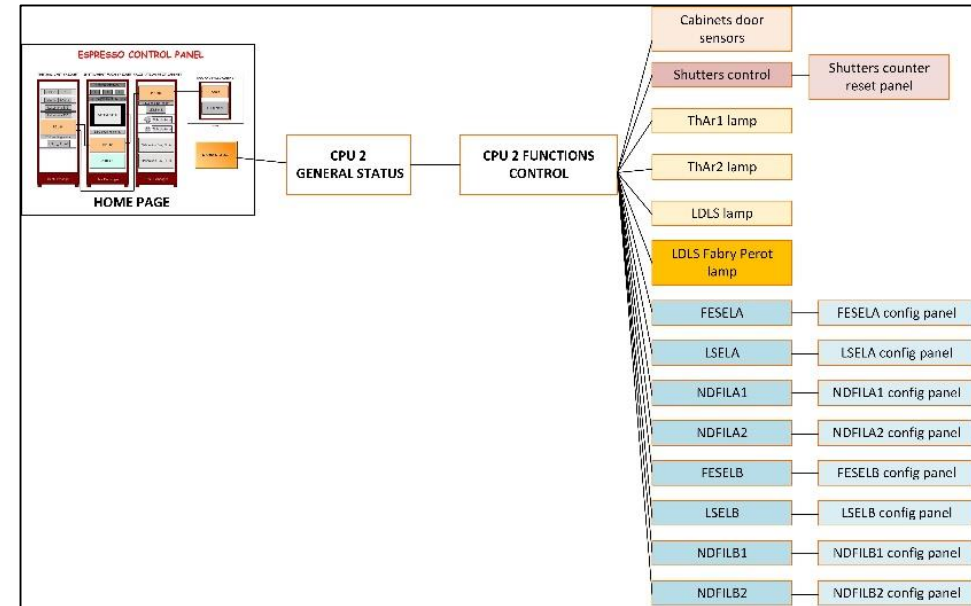 ESPRESSO CONTROL PANEL
HOME PAGE
CPU 2
GENERAL STATUS
CPU 2 FUNCTIONS
CONTROL
Cabinets door
sensors
Shutters control
Shutters counter
reset panel
ThAr1 lamp
ThAr2 lamp
LDLS lamp
LDLS Fabry Perot
lamp
FESELA
FESELA config panel
LSELA
LSELA config panel
NDFILA1
NDFILA1 config panel
NDFILA2
NDFILA2 config panel
FESELB
FESELB config panel
LSELB
LSELB config panel
NDFILB1
NDFILB1 config panel
NDFILB2
NDFILB2 config panel